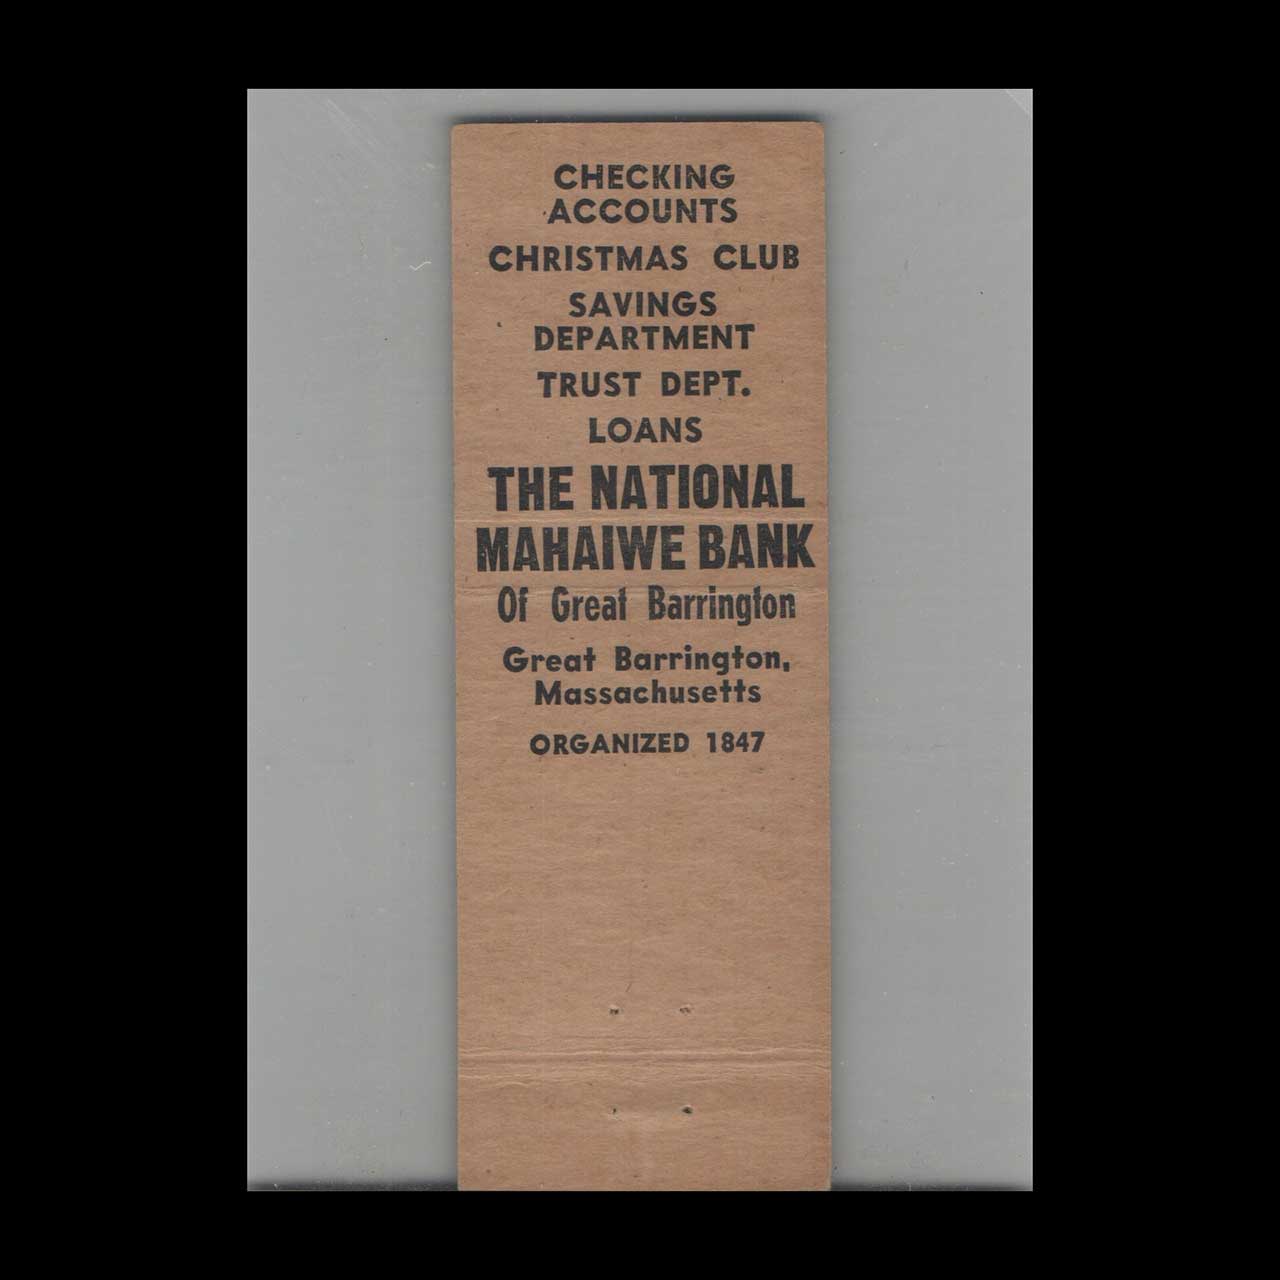 CHECKING
ACCOUNTS
CHRISTMAS CLUB
SAVINGS
DEPARTMENT
TRUST DEPT.
LOANS
THE NATIONAL
MAHAIWE BANK
Of Great Barrington
Great Barrington,
Massachusetts
ORGANIZED 1847